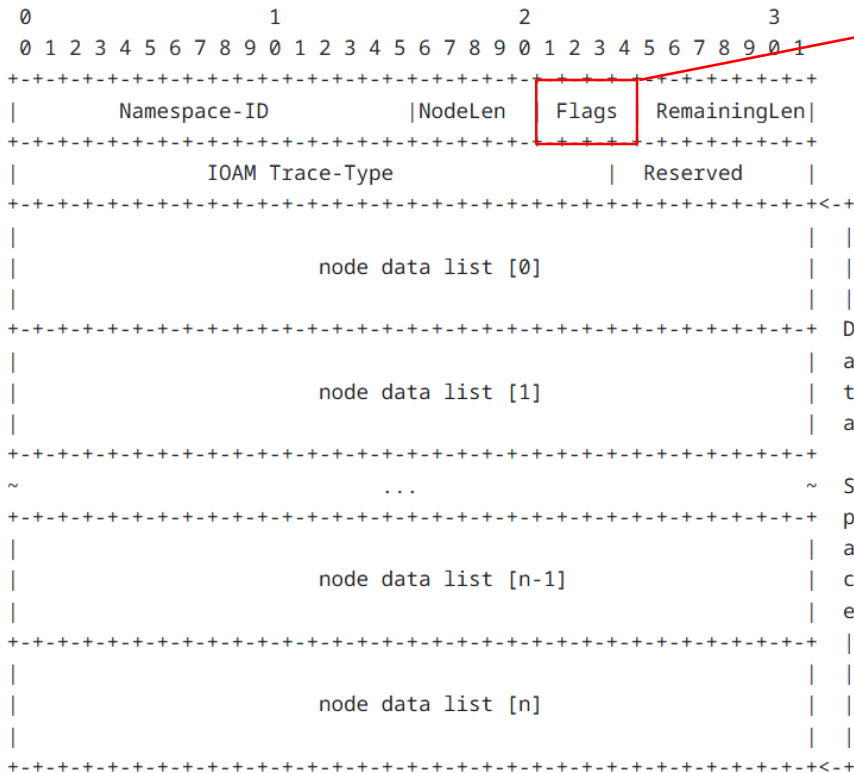 0                   1                   2                   3
 0 1 2 3 4 5 6 7 8 9 0 1 2 3 4 5 6 7 8 9 0 1 2 3 4 5 6 7 8 9 0 1
+-+-+-+-+-+-+-+-+-+-+-+-+-+-+-+-+-+-+-+-+-+-+-+-+-+-+-+-+-+-+-+-+
|        Namespace-ID           |NodeLen  | Flags | RemainingLen|
+-+-+-+-+-+-+-+-+-+-+-+-+-+-+-+-+-+-+-+-+-+-+-+-+-+-+-+-+-+-+-+-+
|               IOAM Trace-Type                 |  Reserved     |
+-+-+-+-+-+-+-+-+-+-+-+-+-+-+-+-+-+-+-+-+-+-+-+-+-+-+-+-+-+-+-+-+<-+
|                                                               |  |
|                        node data list [0]                     |  |
|                                                               |  |
+-+-+-+-+-+-+-+-+-+-+-+-+-+-+-+-+-+-+-+-+-+-+-+-+-+-+-+-+-+-+-+-+  D
|                                                               |  a
|                        node data list [1]                     |  t
|                                                               |  a
+-+-+-+-+-+-+-+-+-+-+-+-+-+-+-+-+-+-+-+-+-+-+-+-+-+-+-+-+-+-+-+-+
~                             ...                               ~  S
+-+-+-+-+-+-+-+-+-+-+-+-+-+-+-+-+-+-+-+-+-+-+-+-+-+-+-+-+-+-+-+-+  p
|                                                               |  a
|                        node data list [n-1]                   |  c
|                                                               |  e
+-+-+-+-+-+-+-+-+-+-+-+-+-+-+-+-+-+-+-+-+-+-+-+-+-+-+-+-+-+-+-+-+  |
|                                                               |  |
|                        node data list [n]                     |  |
|                                                               |  |
+-+-+-+-+-+-+-+-+-+-+-+-+-+-+-+-+-+-+-+-+-+-+-+-+-+-+-+-+-+-+-+-+<-+